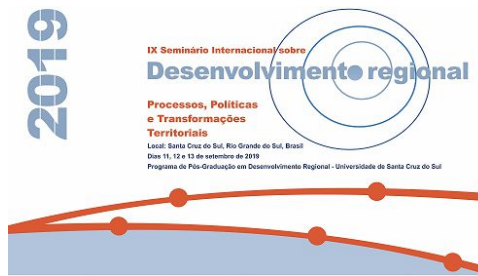 2019
IX Seminário Internacional sobre
Desenvolvimento regional
Processos, Políticas
e Transformações
Territoriais
Local: Santa Cruz do Sul, Rio Grande do Sul, Brasil
Dias 11, 12 e 13 de setembro de 2019
Programa de Pós-Graduação em Desenvolvimento Regional - Universidade de Santa Cruz do Sul